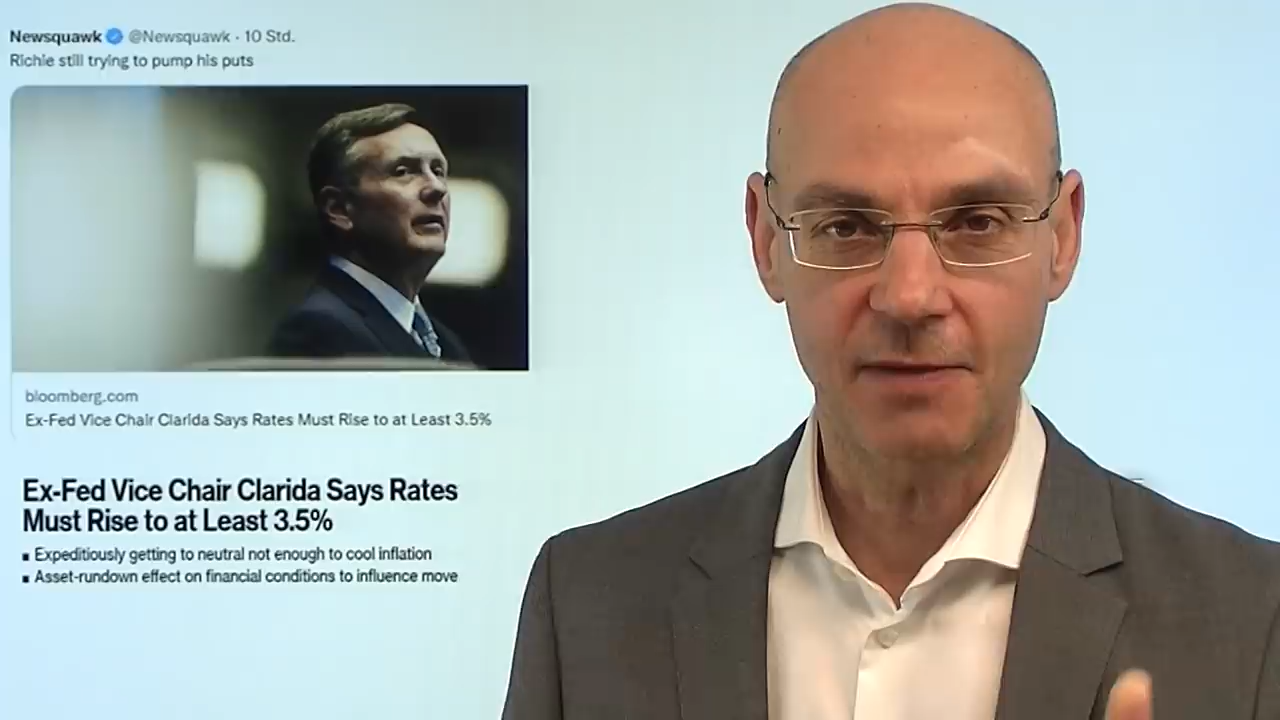 Newsquawk @Newsquawk · 10 Std.
Richie still trying to pump his puts
bloomberg.com
Ex-Fed Vice Chair Clarida Says Rates Must Rise to at Least 3.5%
Ex-Fed Vice Chair Clarida Says Rates
Must Rise to at Least 3.5%
▪ Expeditiously getting to neutral not enough to cool inflation
▪ Asset-rundown effect on financial conditions to influence move